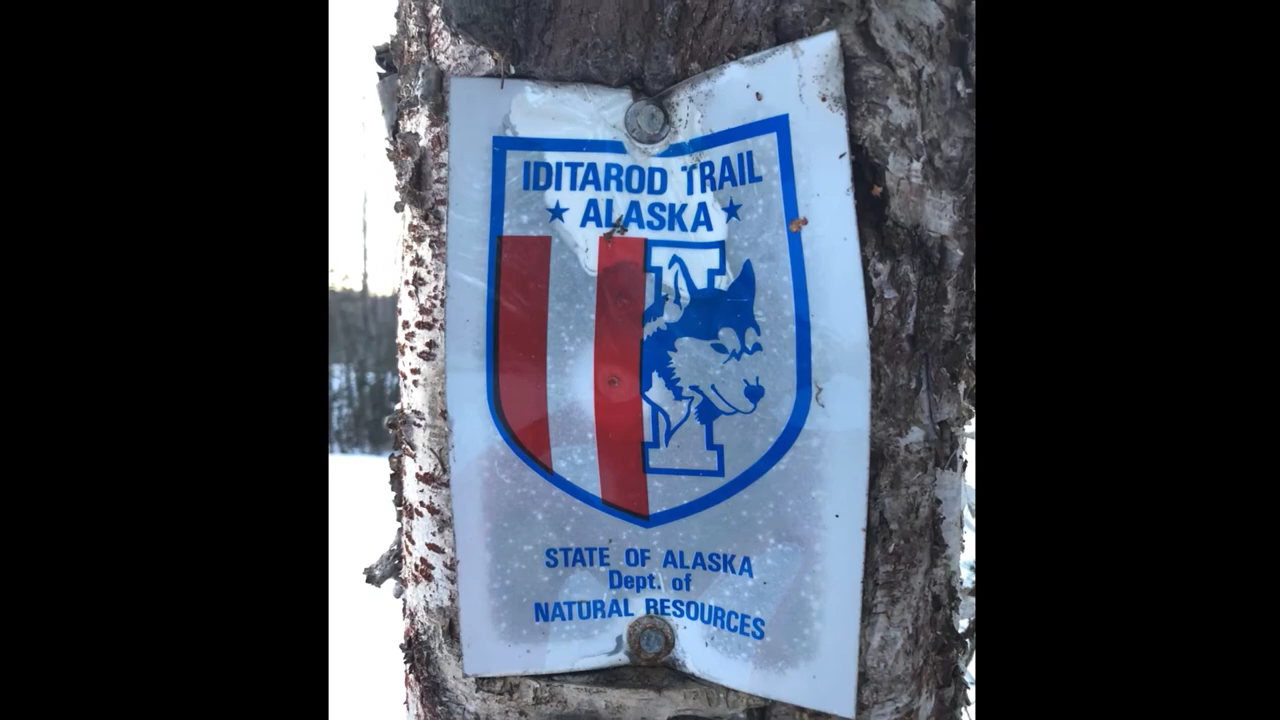 IDITAROD TRAIL
★ ALASKA ★
I
STATE OF ALASKA
Dept. of
NATURAL RESOURCES